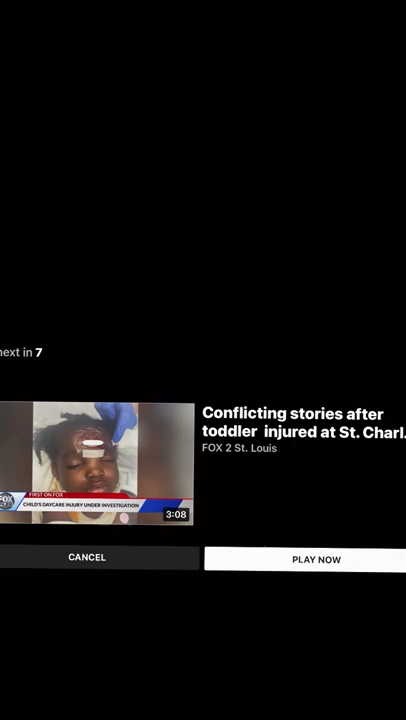 next in 7
Conflicting stories after
toddler injured at St. Charl.
FOX 2 St. Louis
FIRST ON FOX
FOX
CHILD'S DAYCARE INJURY UNDER INVESTIGATION
3:08
CANCEL
PLAY NOW